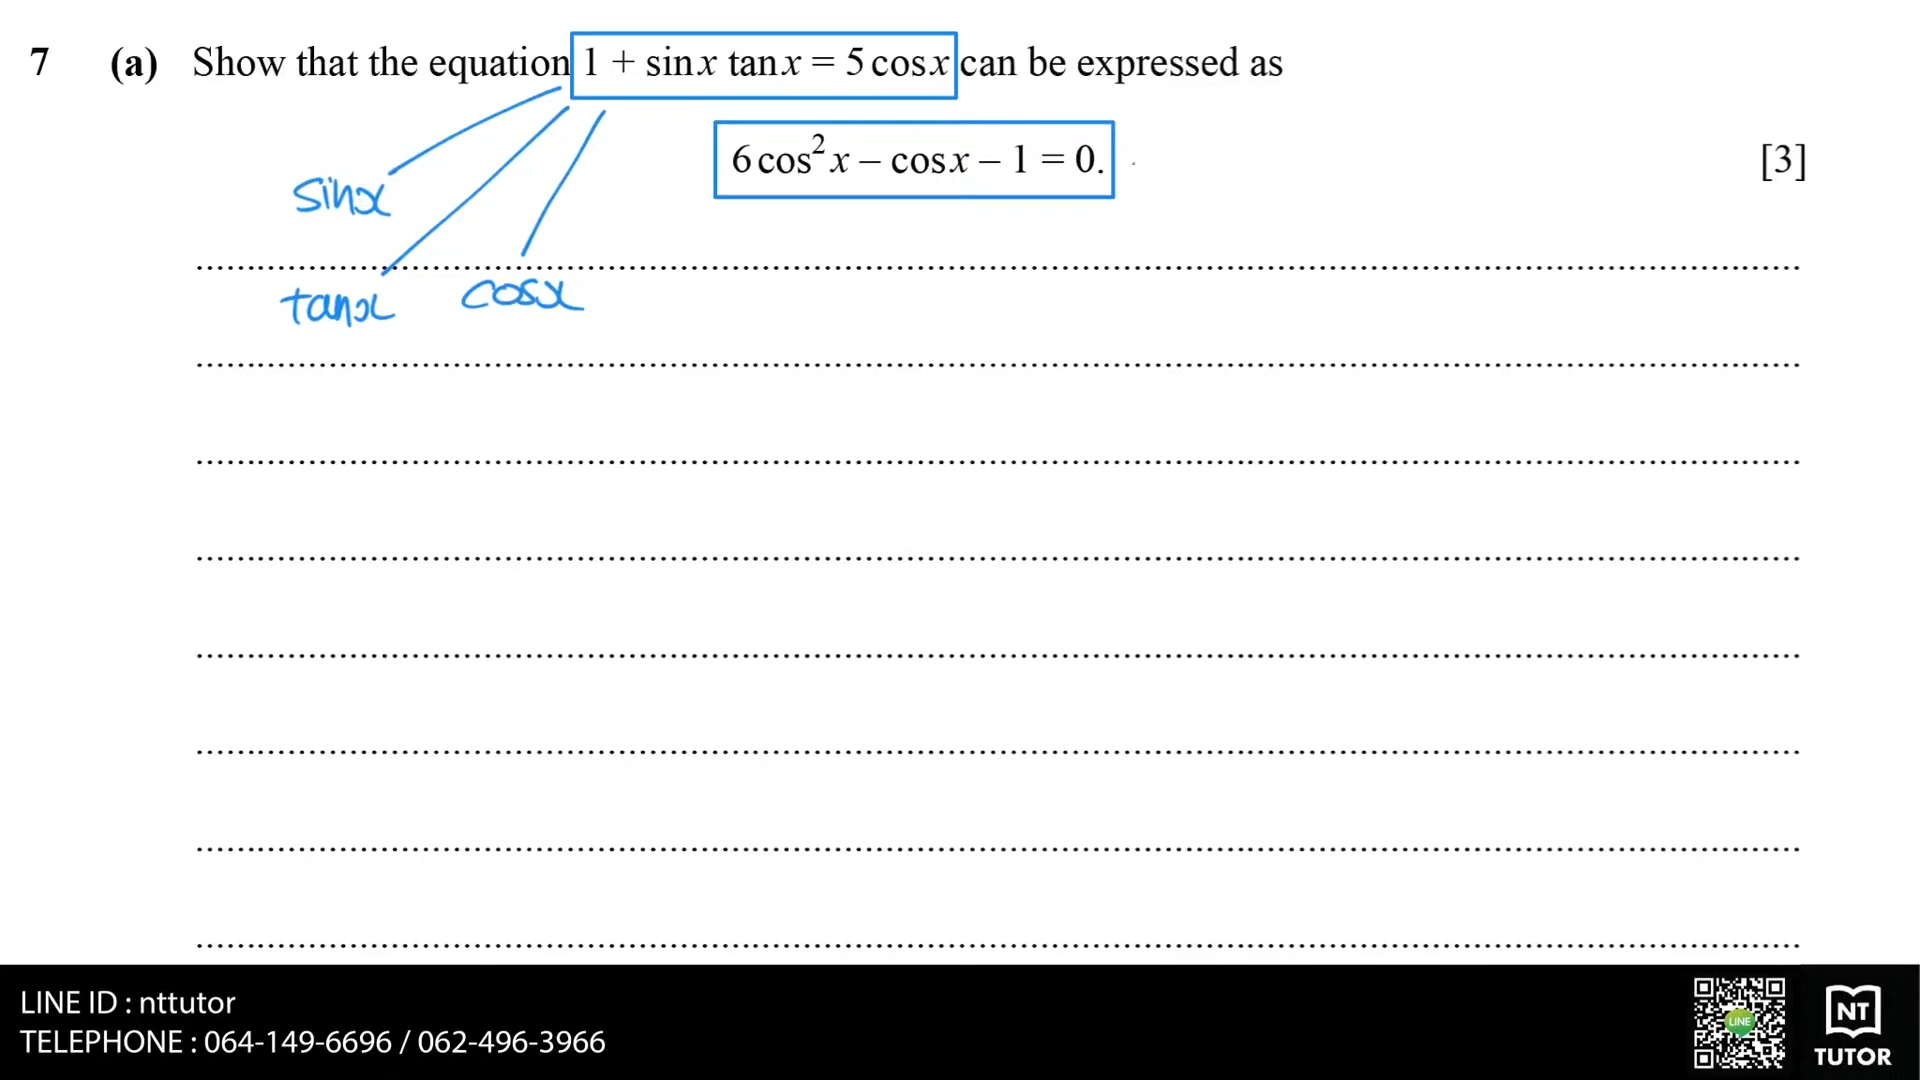 7 (a) Show that the equation 1 + sin x tan x = 5 cos x can be expressed as
6 cos² x – cos x – 1 = 0. [3]
sinx
tanx cosx
LINE ID : nttutor
TELEPHONE : 064-149-6696 / 062-496-3966
LINE
NT
TUTOR